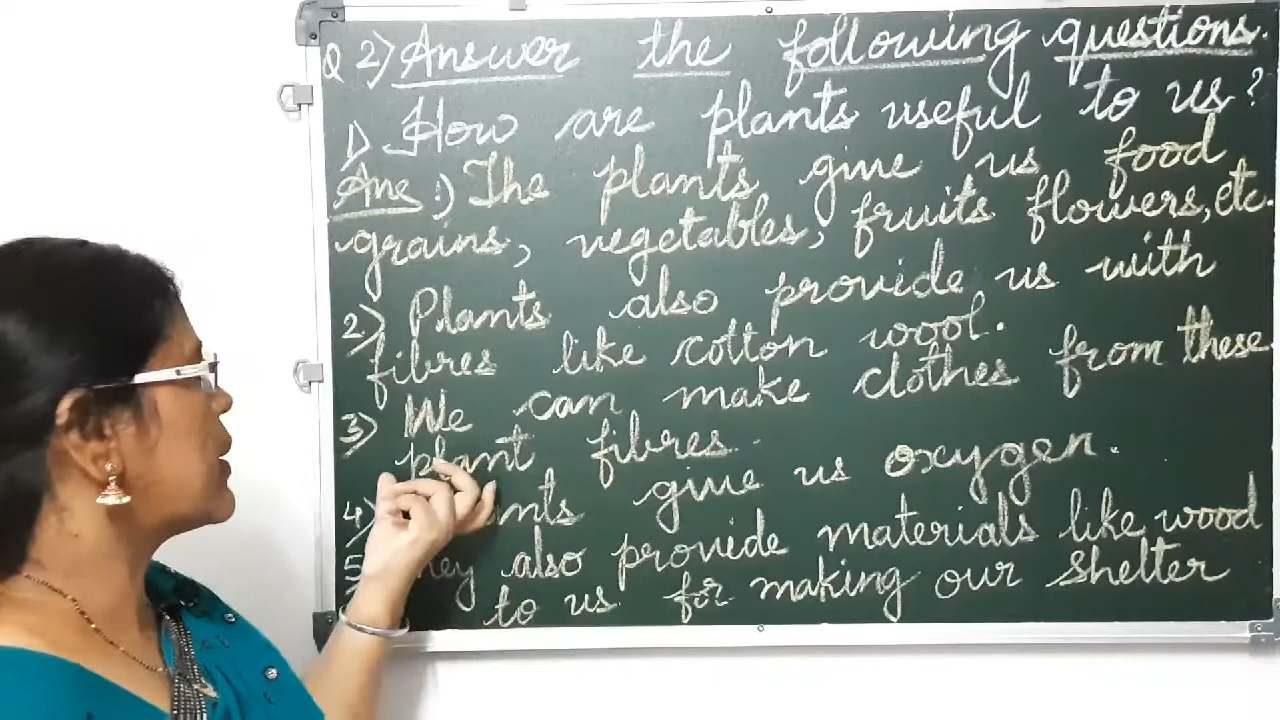 Q 2) Answer the following questions.
1) How are plants useful to us?
Ans:) The plants give us food
grains, vegetables, fruits flowers, etc.
2) Plants also provide us with
fibres like cotton wool.
3) We can make clothes from these
plant fibres.
4) give us oxygen.
5) also provide materials like wood
to us for making our shelter